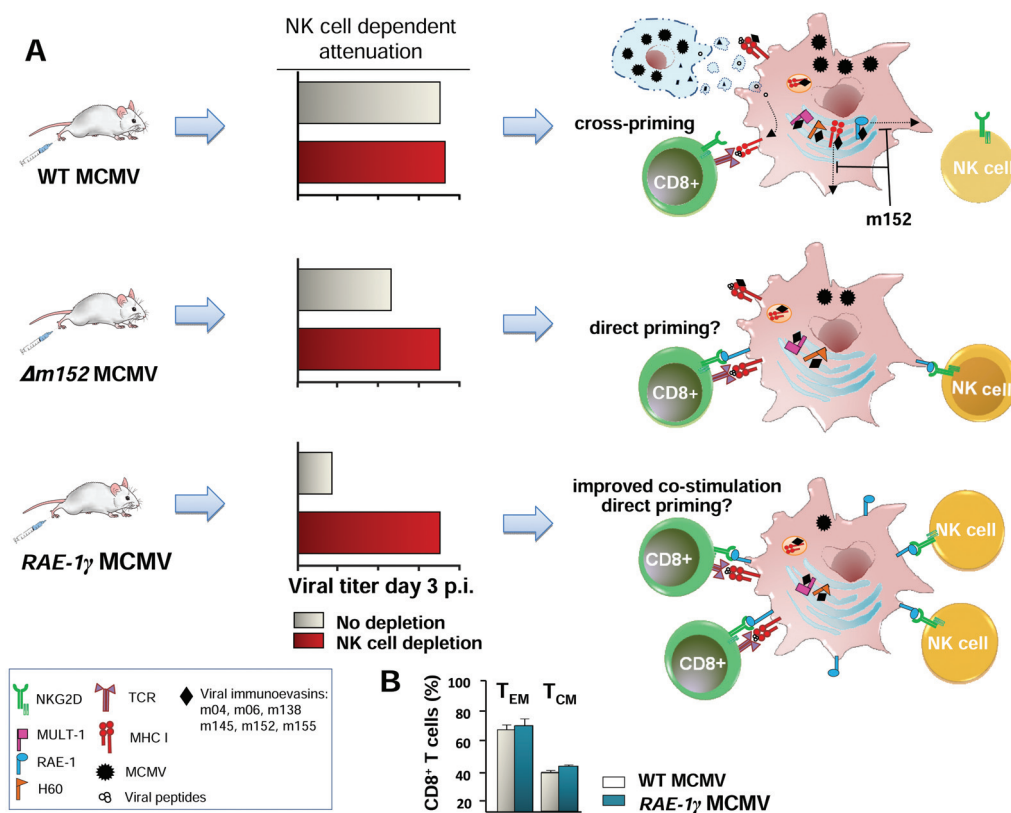 A
NK cell dependent
attenuation
WT MCMV
cross-priming
CD8+
NK cell
m152
Δm152 MCMV
direct priming?
CD8+
NK cell
RAE-1γ MCMV
Viral titer day 3 p.i.
No depletion
NK cell depletion
improved co-stimulation
direct priming?
CD8+
NK cell
CD8+
NK cell
NKG2D
MULT-1
RAE-1
H60
TCR
MHC I
MCMV
Viral peptides
Viral immunoevasins:
m04, m06, m138
m145, m152, m155
B
CD8+ T cells (%)
100
80
60
40
20
TEM
TCM
WT MCMV
RAE-1γ MCMV